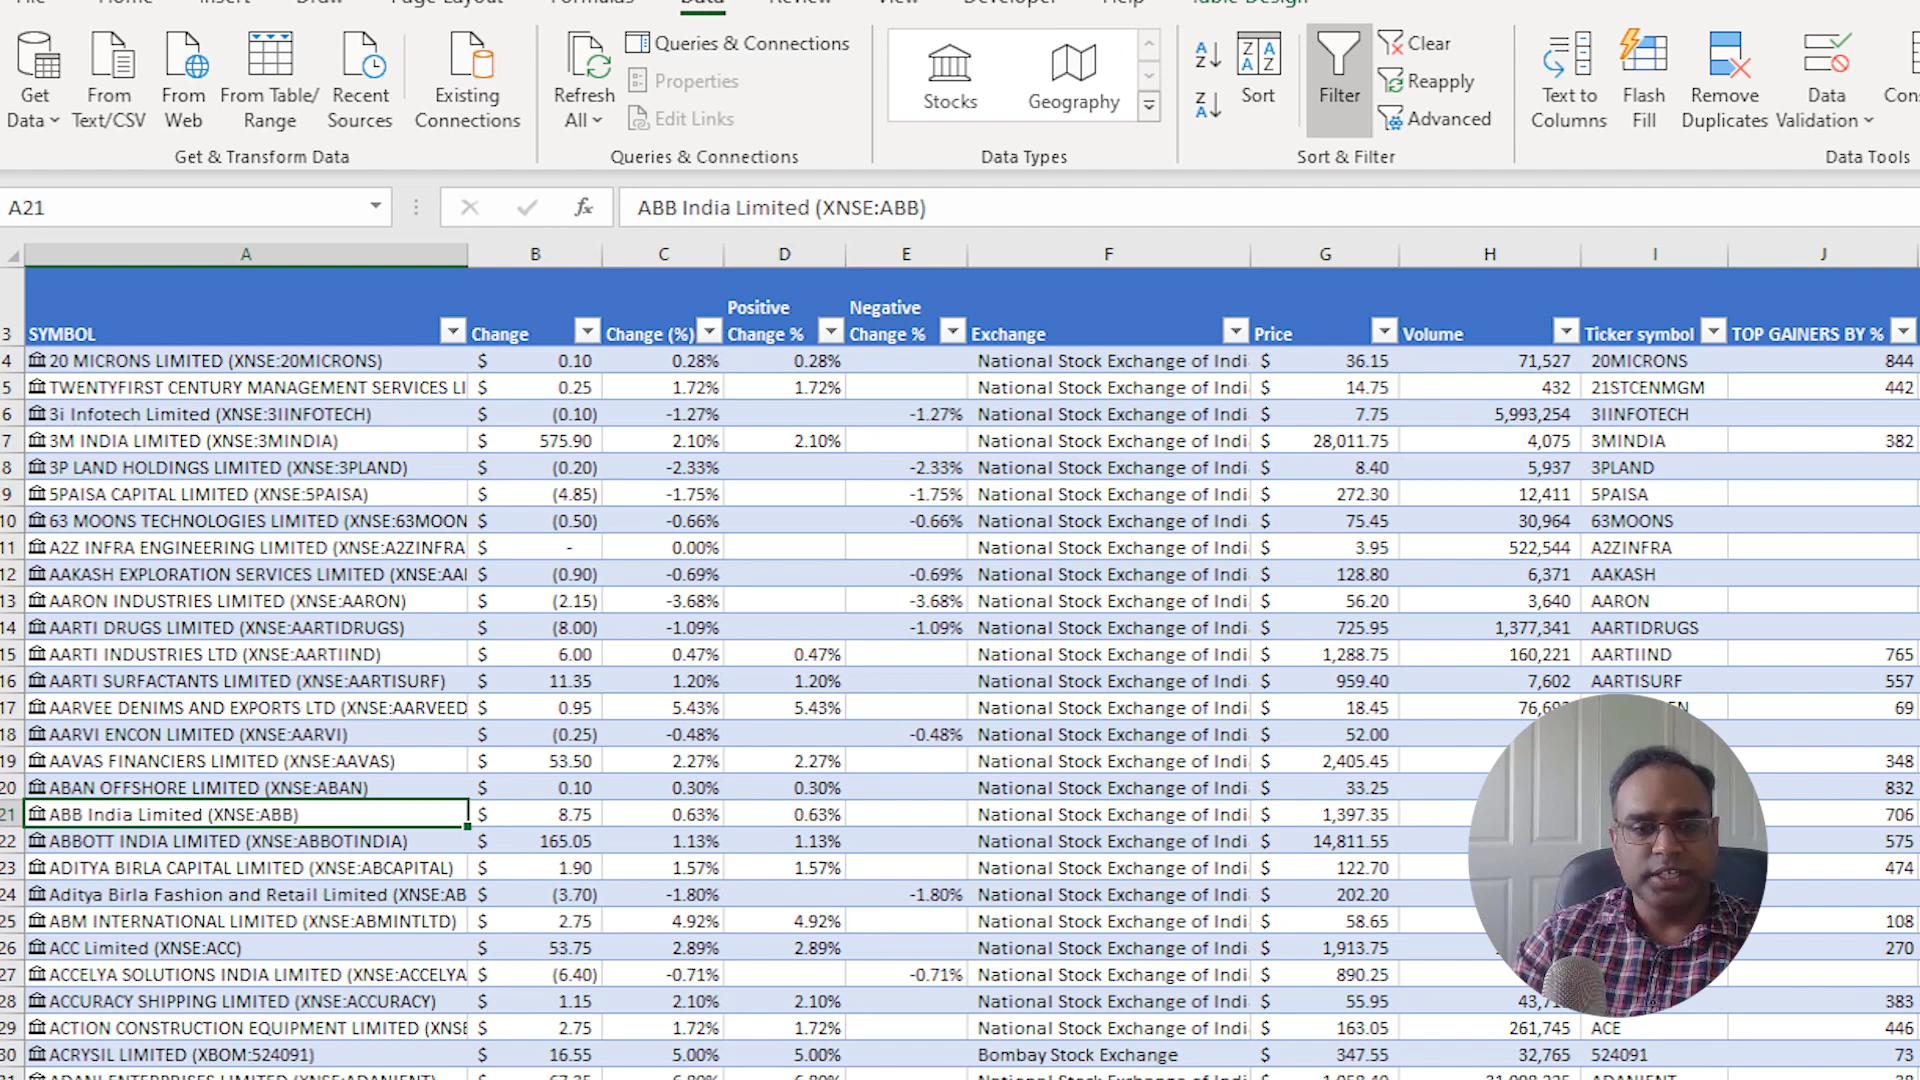 File Home Insert Draw Page Layout Formulas Data Review View Developer Help Table Design
Get Data
From Text/CSV
From Web
From Table/ Range
Recent Sources
Existing Connections
Get & Transform Data
Refresh All
Queries & Connections
Properties
Edit Links
Queries & Connections
Stocks
Geography
Data Types
Sort
Filter
Clear
Reapply
Advanced
Sort & Filter
Text to Columns
Flash Fill
Remove Duplicates
Data Validation
Cons
Data Tools
A21 fx ABB India Limited (XNSE:ABB)
A B C D E F G H I J
3 SYMBOL Change Change (%) Positive Change % Negative Change % Exchange Price Volume Ticker symbol TOP GAINERS BY %
4 20 MICRONS LIMITED (XNSE:20MICRONS) $ 0.10 0.28% 0.28% National Stock Exchange of Indi $ 36.15 71,527 20MICRONS 844
5 TWENTYFIRST CENTURY MANAGEMENT SERVICES LI $ 0.25 1.72% 1.72% National Stock Exchange of Indi $ 14.75 432 21STCENMGM 442
6 3i Infotech Limited (XNSE:3IINFOTECH) $ (0.10) -1.27% -1.27% National Stock Exchange of Indi $ 7.75 5,993,254 3IINFOTECH
7 3M INDIA LIMITED (XNSE:3MINDIA) $ 575.90 2.10% 2.10% National Stock Exchange of Indi $ 28,011.75 4,075 3MINDIA 382
8 3P LAND HOLDINGS LIMITED (XNSE:3PLAND) $ (0.20) -2.33% -2.33% National Stock Exchange of Indi $ 8.40 5,937 3PLAND
9 5PAISA CAPITAL LIMITED (XNSE:5PAISA) $ (4.85) -1.75% -1.75% National Stock Exchange of Indi $ 272.30 12,411 5PAISA
10 63 MOONS TECHNOLOGIES LIMITED (XNSE:63MOON $ (0.50) -0.66% -0.66% National Stock Exchange of Indi $ 75.45 30,964 63MOONS
11 A2Z INFRA ENGINEERING LIMITED (XNSE:A2ZINFRA $ - 0.00% National Stock Exchange of Indi $ 3.95 522,544 A2ZINFRA
12 AAKASH EXPLORATION SERVICES LIMITED (XNSE:AAI $ (0.90) -0.69% -0.69% National Stock Exchange of Indi $ 128.80 6,371 AAKASH
13 AARON INDUSTRIES LIMITED (XNSE:AARON) $ (2.15) -3.68% -3.68% National Stock Exchange of Indi $ 56.20 3,640 AARON
14 AARTI DRUGS LIMITED (XNSE:AARTIDRUGS) $ (8.00) -1.09% -1.09% National Stock Exchange of Indi $ 725.95 1,377,341 AARTIDRUGS
15 AARTI INDUSTRIES LTD (XNSE:AARTIIND) $ 6.00 0.47% 0.47% National Stock Exchange of Indi $ 1,288.75 160,221 AARTIIND 765
16 AARTI SURFACTANTS LIMITED (XNSE:AARTISURF) $ 11.35 1.20% 1.20% National Stock Exchange of Indi $ 959.40 7,602 AARTISURF 557
17 AARVEE DENIMS AND EXPORTS LTD (XNSE:AARVEED $ 0.95 5.43% 5.43% National Stock Exchange of Indi $ 18.45 69
18 AARVI ENCON LIMITED (XNSE:AARVI) $ (0.25) -0.48% -0.48% National Stock Exchange of Indi $ 52.00
19 AAVAS FINANCIERS LIMITED (XNSE:AAVAS) $ 53.50 2.27% 2.27% National Stock Exchange of Indi $ 2,405.45 348
20 ABAN OFFSHORE LIMITED (XNSE:ABAN) $ 0.10 0.30% 0.30% National Stock Exchange of Indi $ 33.25 832
21 ABB India Limited (XNSE:ABB) $ 8.75 0.63% 0.63% National Stock Exchange of Indi $ 1,397.35 706
22 ABBOTT INDIA LIMITED (XNSE:ABBOTINDIA) $ 165.05 1.13% 1.13% National Stock Exchange of Indi $ 14,811.55 575
23 ADITYA BIRLA CAPITAL LIMITED (XNSE:ABCAPITAL) $ 1.90 1.57% 1.57% National Stock Exchange of Indi $ 122.70 474
24 Aditya Birla Fashion and Retail Limited (XNSE:AB $ (3.70) -1.80% -1.80% National Stock Exchange of Indi $ 202.20
25 ABM INTERNATIONAL LIMITED (XNSE:ABMINTLTD) $ 2.75 4.92% 4.92% National Stock Exchange of Indi $ 58.65 108
26 ACC Limited (XNSE:ACC) $ 53.75 2.89% 2.89% National Stock Exchange of Indi $ 1,913.75 270
27 ACCELYA SOLUTIONS INDIA LIMITED (XNSE:ACCELYA $ (6.40) -0.71% -0.71% National Stock Exchange of Indi $ 890.25
28 ACCURACY SHIPPING LIMITED (XNSE:ACCURACY) $ 1.15 2.10% 2.10% National Stock Exchange of Indi $ 55.95 383
29 ACTION CONSTRUCTION EQUIPMENT LIMITED (XNSE $ 2.75 1.72% 1.72% National Stock Exchange of Indi $ 163.05 261,745 ACE 446
30 ACRYSIL LIMITED (XBOM:524091) $ 16.55 5.00% 5.00% Bombay Stock Exchange $ 347.55 32,765 524091 73